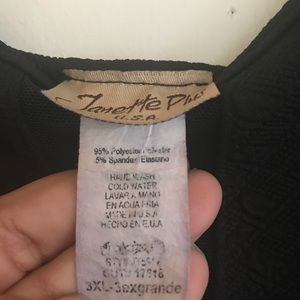 Janette Plus
U.S.A.
95% Polyester Poliester
5% Spandex Elastano
HAND WASH
COLD WATER
LAVAR A MANO
EN AGUA FRIA
MADE IN U.S.A
HECHO EN E.U.A
3XL-3exgrande